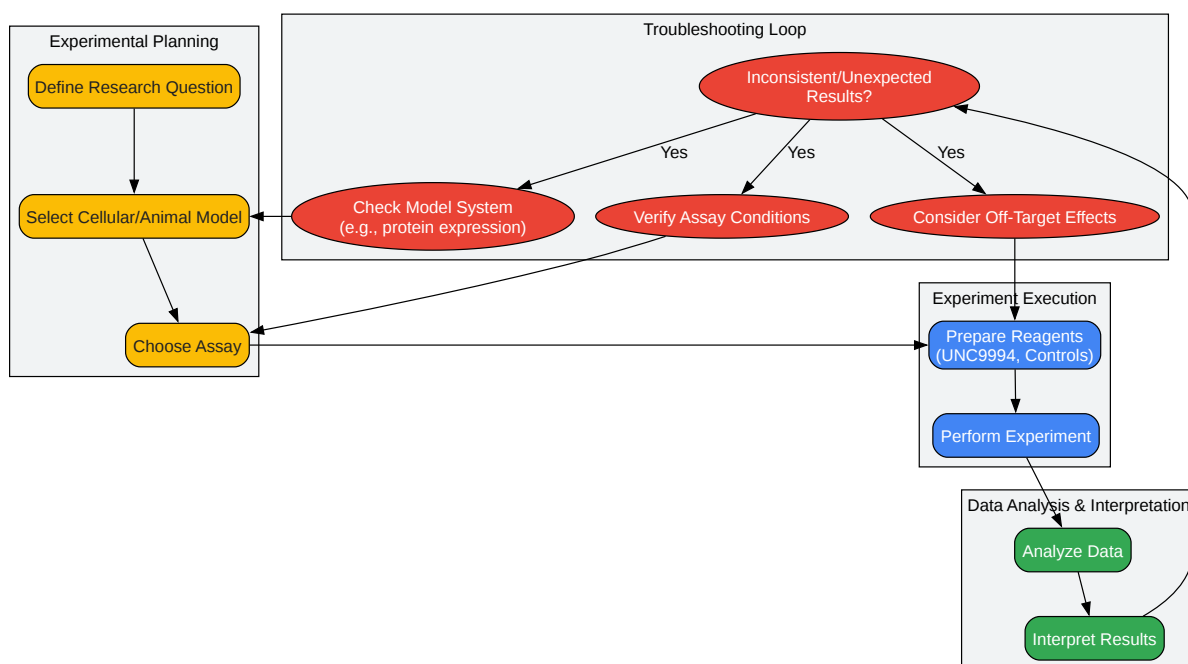 Experimental Planning
Define Research Question
Select Cellular/Animal Model
Choose Assay
Troubleshooting Loop
Inconsistent/Unexpected
Results?
Yes
Yes
Yes
Check Model System
(e.g., protein expression)
Verify Assay Conditions
Consider Off-Target Effects
Experiment Execution
Prepare Reagents
(UNC9994, Controls)
Perform Experiment
Data Analysis & Interpretation
Analyze Data
Interpret Results